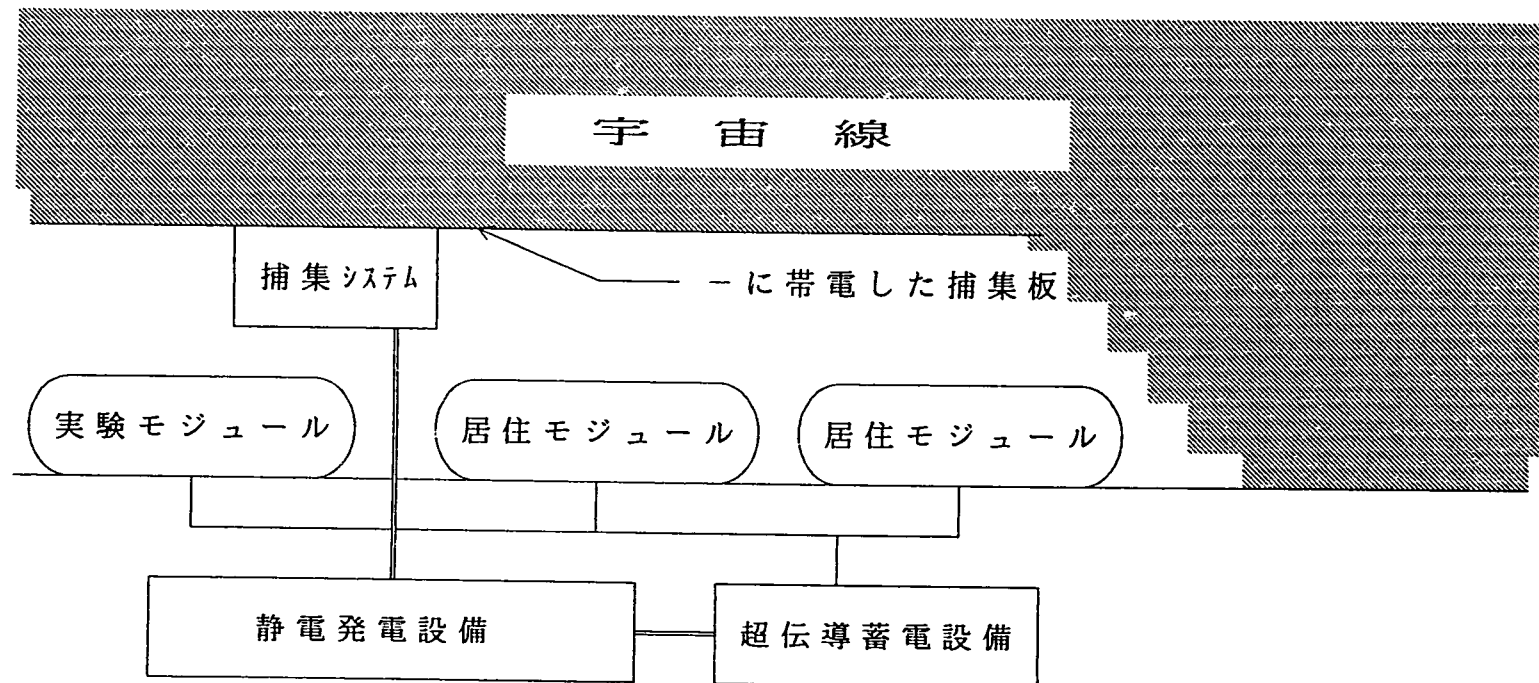 宇宙線
捕集システム
−に帯電した捕集板
実験モジュール
居住モジュール
居住モジュール
静電発電設備
超伝導蓄電設備